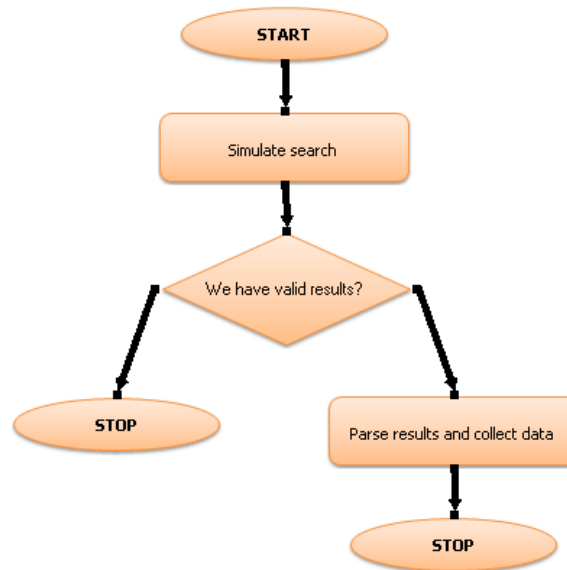 START
Simulate search
We have valid results?
STOP
Parse results and collect data
STOP